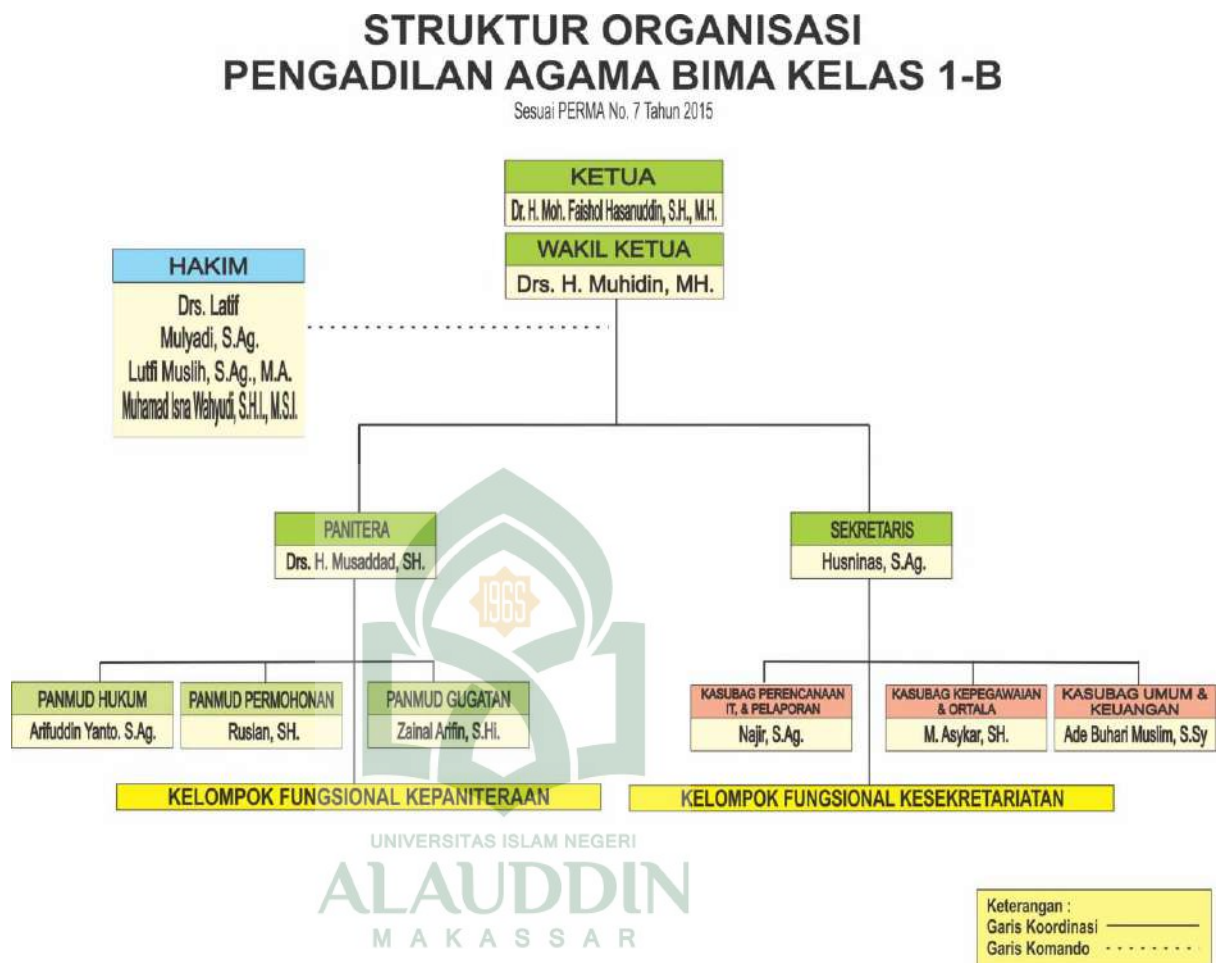 STRUKTUR ORGANISASI
PENGADILAN AGAMA BIMA KELAS 1-B
Sesuai PERMA No. 7 Tahun 2015
KETUA
Dr. H. Moh. Faishol Hasanuddin, S.H., M.H.
WAKIL KETUA
Drs. H. Muhidin, MH.
HAKIM
Drs. Latif
Mulyadi, S.Ag.
Lutfi Muslih, S.Ag., M.A.
Muhamad Isna Wahyudi, S.H.I., M.S.I.
PANITERA
Drs. H. Musaddad, SH.
SEKRETARIS
Husninas, S.Ag.
1965
PANMUD HUKUM
Arifuddin Yanto. S.Ag.
PANMUD PERMOHONAN
Ruslan, SH.
PANMUD GUGATAN
Zainal Arifin, S.Hi.
KASUBAG PERENCANAAN
IT, & PELAPORAN
Najir, S.Ag.
KASUBAG KEPEGAWAIAN
& ORTALA
M. Asykar, SH.
KASUBAG UMUM &
KEUANGAN
Ade Buhari Muslim, S.Sy
KELOMPOK FUNGSIONAL KEPANITERAAN
KELOMPOK FUNGSIONAL KESEKRETARIATAN
UNIVERSITAS ISLAM NEGERI
ALAUDDIN
MAKASSAR
Keterangan :
Garis Koordinasi
Garis Komando